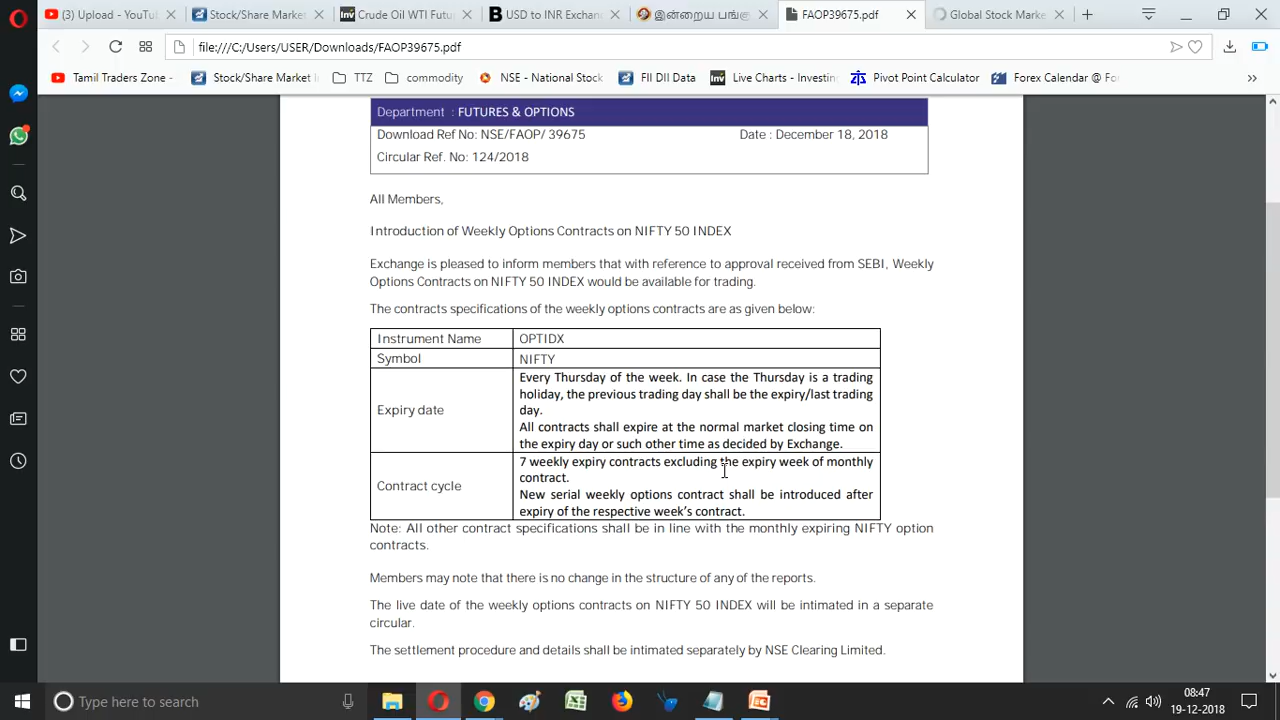 (3) Upload - YouTu
Stock/Share Market
Crude Oil WTI Futur
USD to INR Exchan
இன்றைய பங்கு
FAOP39675.pdf
Global Stock Marke
file:///C:/Users/USER/Downloads/FAOP39675.pdf
Tamil Traders Zone -
Stock/Share Market I
TTZ
commodity
NSE - National Stock
FII DII Data
Live Charts - Investin
Pivot Point Calculator
Forex Calendar @ Fo
Department : FUTURES & OPTIONS
Download Ref No: NSE/FAOP/ 39675 Date : December 18, 2018
Circular Ref. No: 124/2018
All Members,
Introduction of Weekly Options Contracts on NIFTY 50 INDEX
Exchange is pleased to inform members that with reference to approval received from SEBI, Weekly
Options Contracts on NIFTY 50 INDEX would be available for trading.
The contracts specifications of the weekly options contracts are as given below:
Instrument Name OPTIDX
Symbol NIFTY
Expiry date
Every Thursday of the week. In case the Thursday is a trading
holiday, the previous trading day shall be the expiry/last trading
day.
All contracts shall expire at the normal market closing time on
the expiry day or such other time as decided by Exchange.
Contract cycle
7 weekly expiry contracts excluding the expiry week of monthly
contract.
New serial weekly options contract shall be introduced after
expiry of the respective week's contract.
Note: All other contract specifications shall be in line with the monthly expiring NIFTY option
contracts.
Members may note that there is no change in the structure of any of the reports.
The live date of the weekly options contracts on NIFTY 50 INDEX will be intimated in a separate
circular.
The settlement procedure and details shall be intimated separately by NSE Clearing Limited.
Type here to search
08:47
19-12-2018